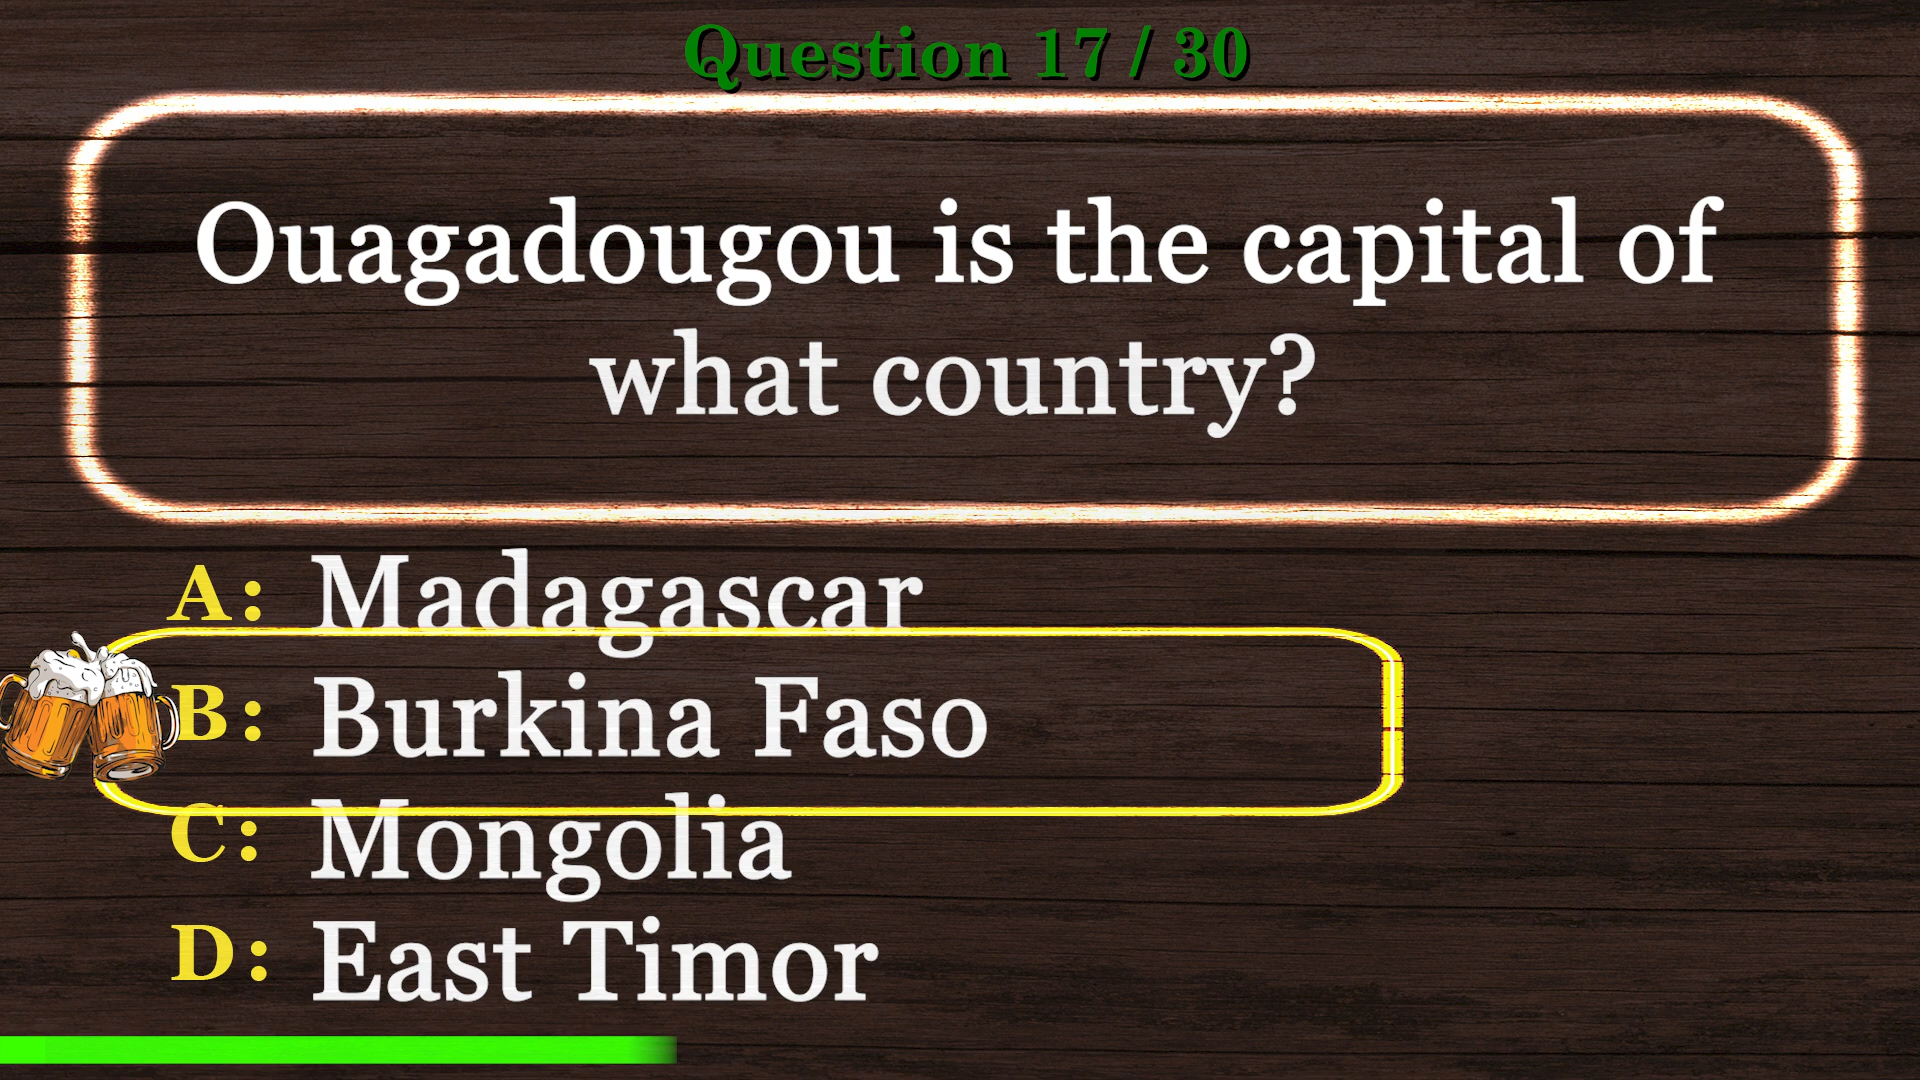 Question 17 / 30
Ouagadougou is the capital of
what country?
A: Madagascar
B: Burkina Faso
C: Mongolia
D: East Timor